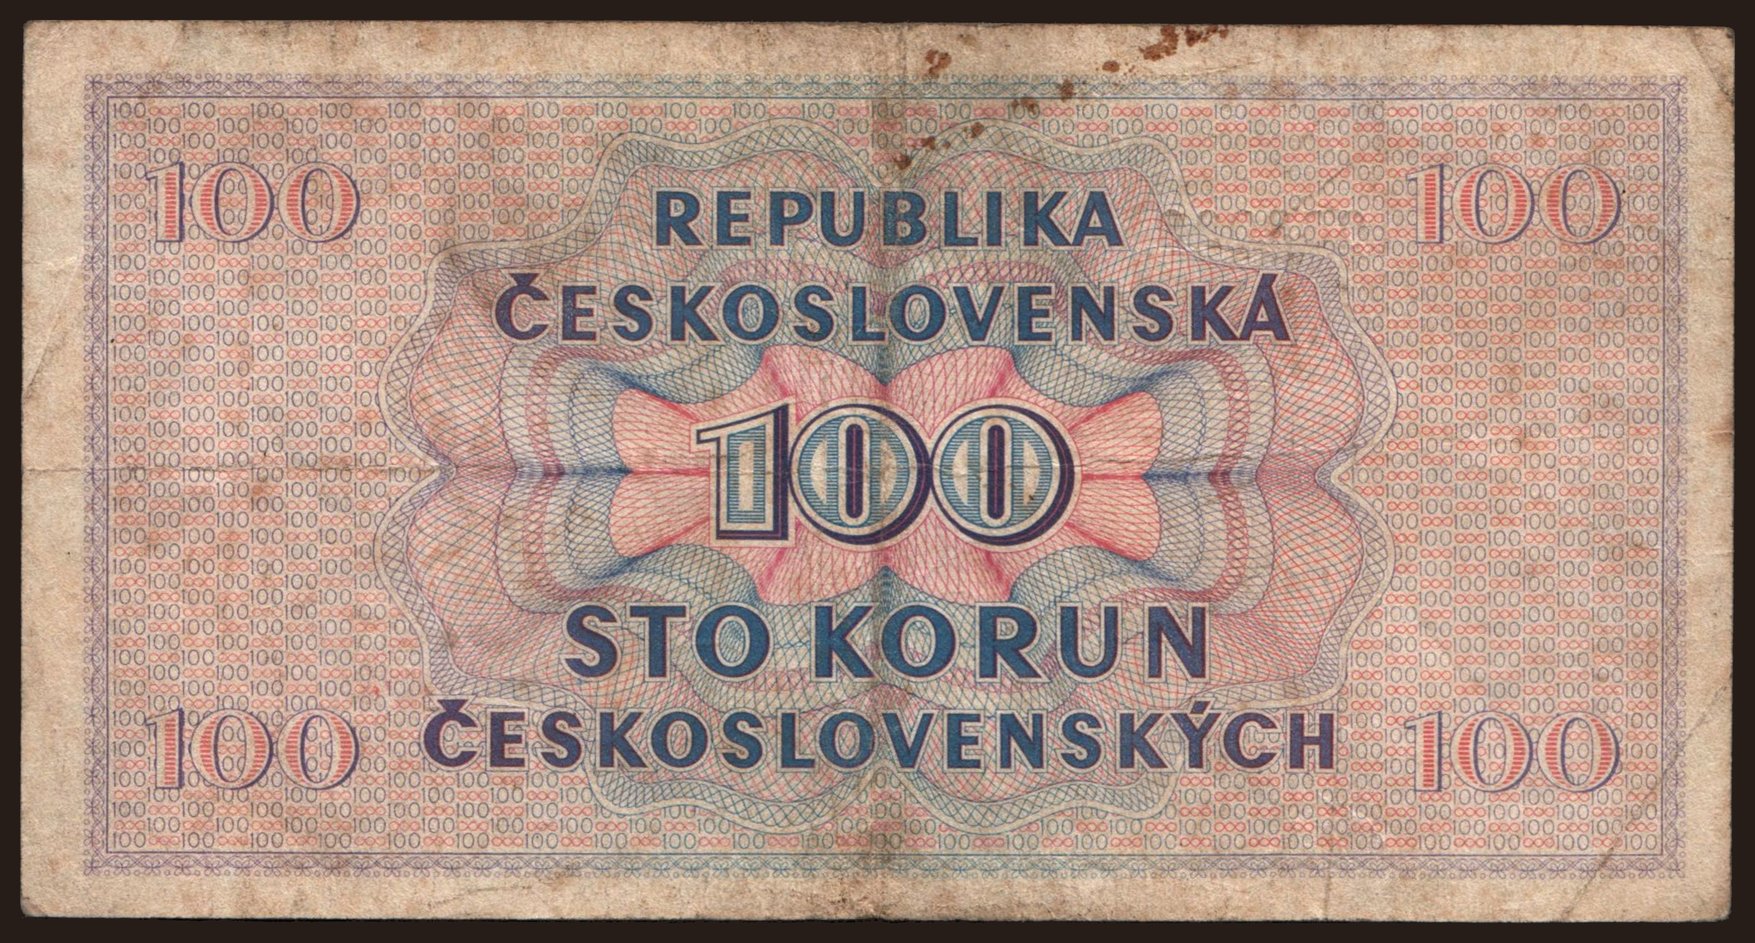 100 100
REPUBLIKA
ČESKOSLOVENSKÁ
100
STO KORUN
ČESKOSLOVENSKÝCH
100 100